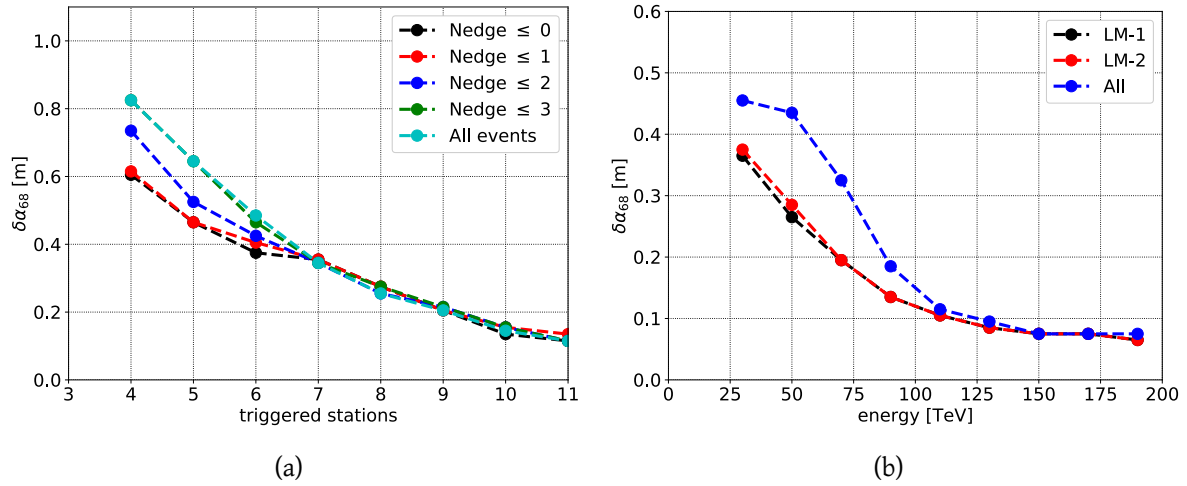 1.0
0.8
0.6
0.4
0.2
0.0
δα68 [m]
3 4 5 6 7 8 9 10 11
triggered stations
Nedge ≤ 0
Nedge ≤ 1
Nedge ≤ 2
Nedge ≤ 3
All events
(a)
0.6
0.5
0.4
0.3
0.2
0.1
0.0
δα68 [m]
0 25 50 75 100 125 150 175 200
energy [TeV]
LM-1
LM-2
All
(b)